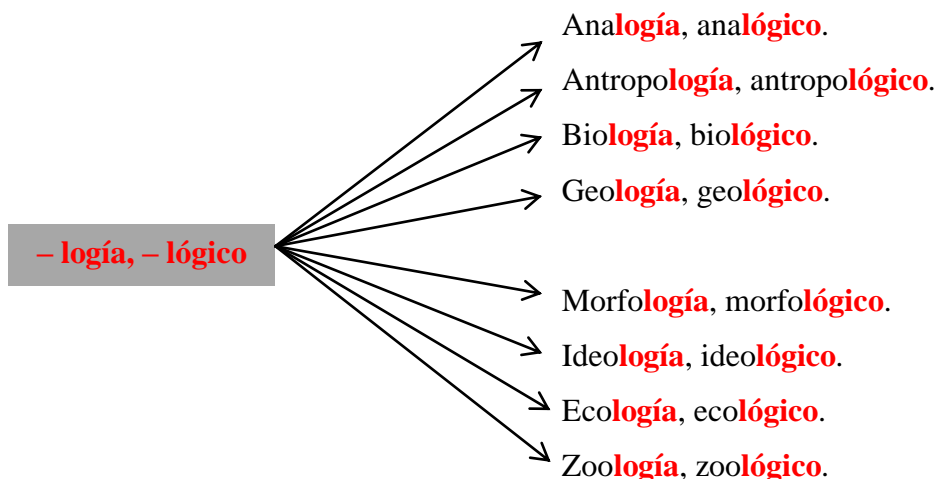 Analogía, analógico.
Antropología, antropológico.
Biología, biológico.
Geología, geológico.
– logía, – lógico
Morfología, morfológico.
Ideología, ideológico.
Ecología, ecológico.
Zoología, zoológico.